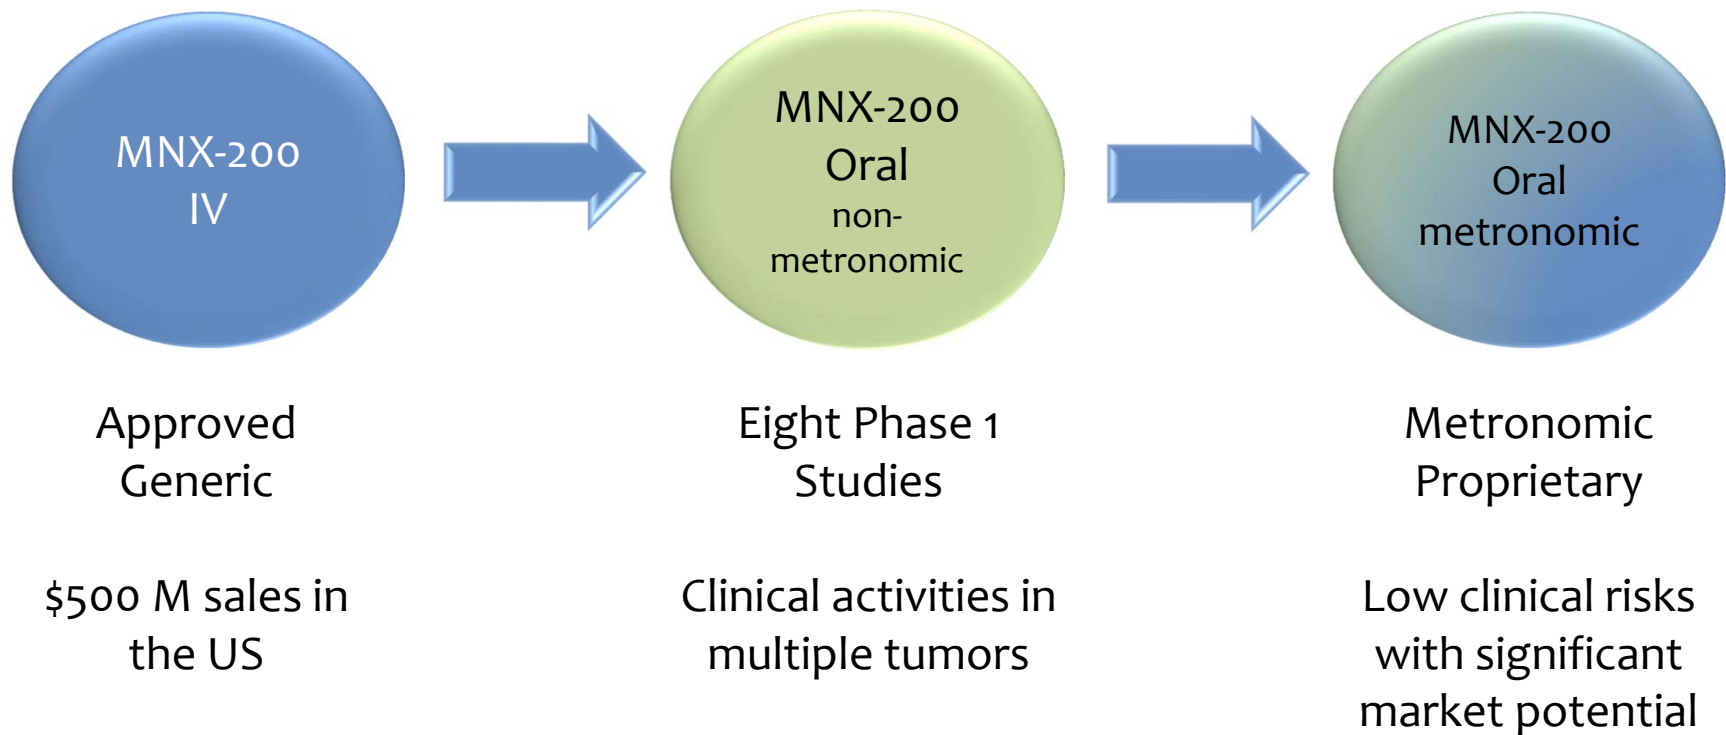 MNX-200
IV
MNX-200
Oral
non-
metronomic
MNX-200
Oral
metronomic
Approved
Generic
Eight Phase 1
Studies
Metronomic
Proprietary
$500 M sales in
the US
Clinical activities in
multiple tumors
Low clinical risks
with significant
market potential